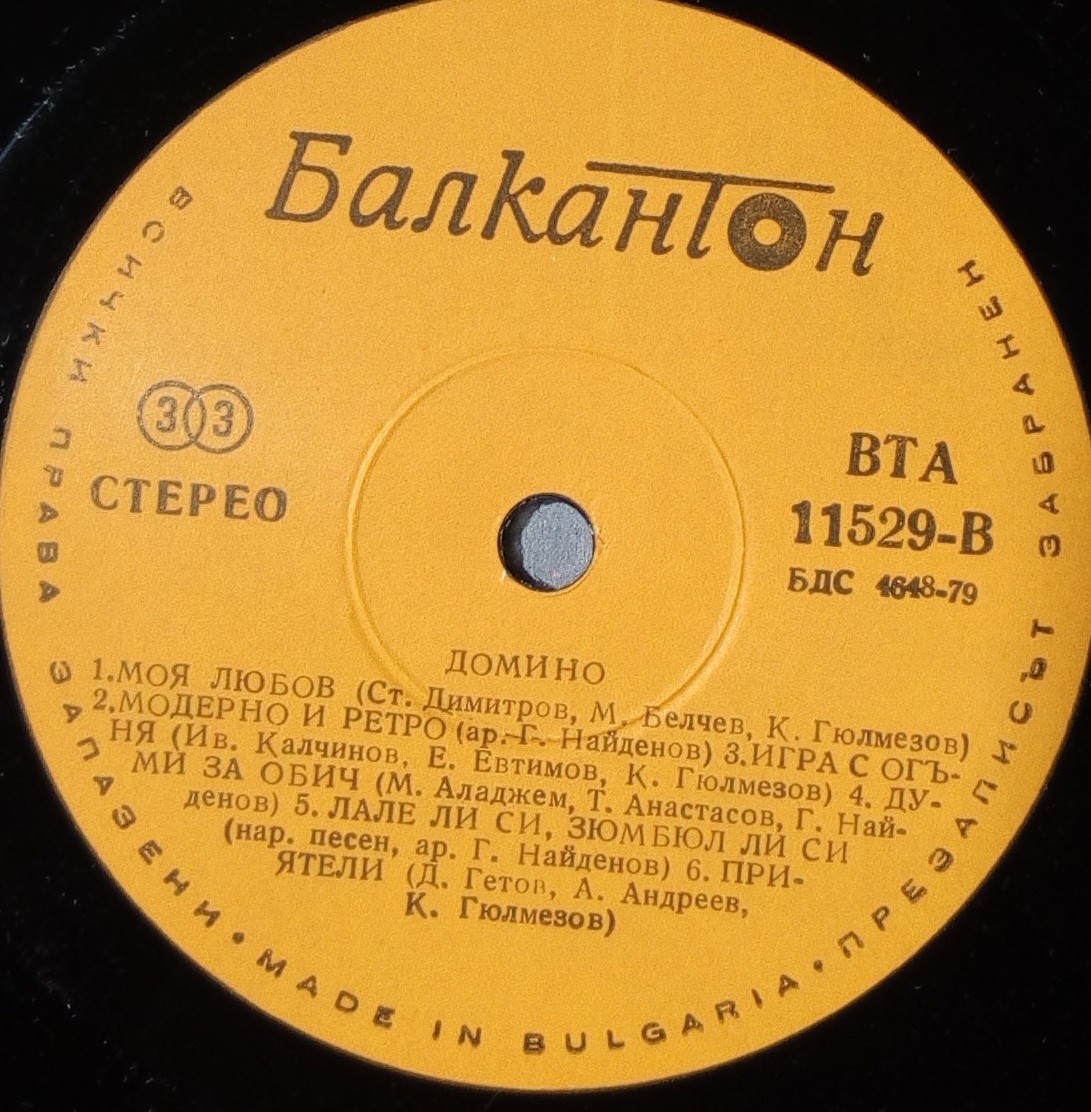 Балкантон
33
СТЕРЕО
ВТА
11529-В
БДС 4648-79
ДОМИНО
1.МОЯ ЛЮБОВ (Ст. Димитров, М. Белчев, К. Гюлмезов)
2.МОДЕРНО И РЕТРО (ар. Г. Найденов) 3.ИГРА С ОГЪ-
НЯ (Ив. Калчинов, Е. Евтимов, К. Гюлмезов) 4. ДУ-
МИ ЗА ОБИЧ (М. Аладжем, Т. Анастасов, Г. Най-
денов) 5. ЛАЛЕ ЛИ СИ, ЗЮМБЮЛ ЛИ СИ
(нар. песен, ар. Г. Найденов) 6. ПРИ-
ЯТЕЛИ (Д. Гетов, А. Андреев,
К. Гюлмезов)
ВСИЧКИ ПРАВА ЗАПАЗЕНИ • MADE IN BULGARIA • ПРЕЗАПИСЪТ ЗАБРАНЕН